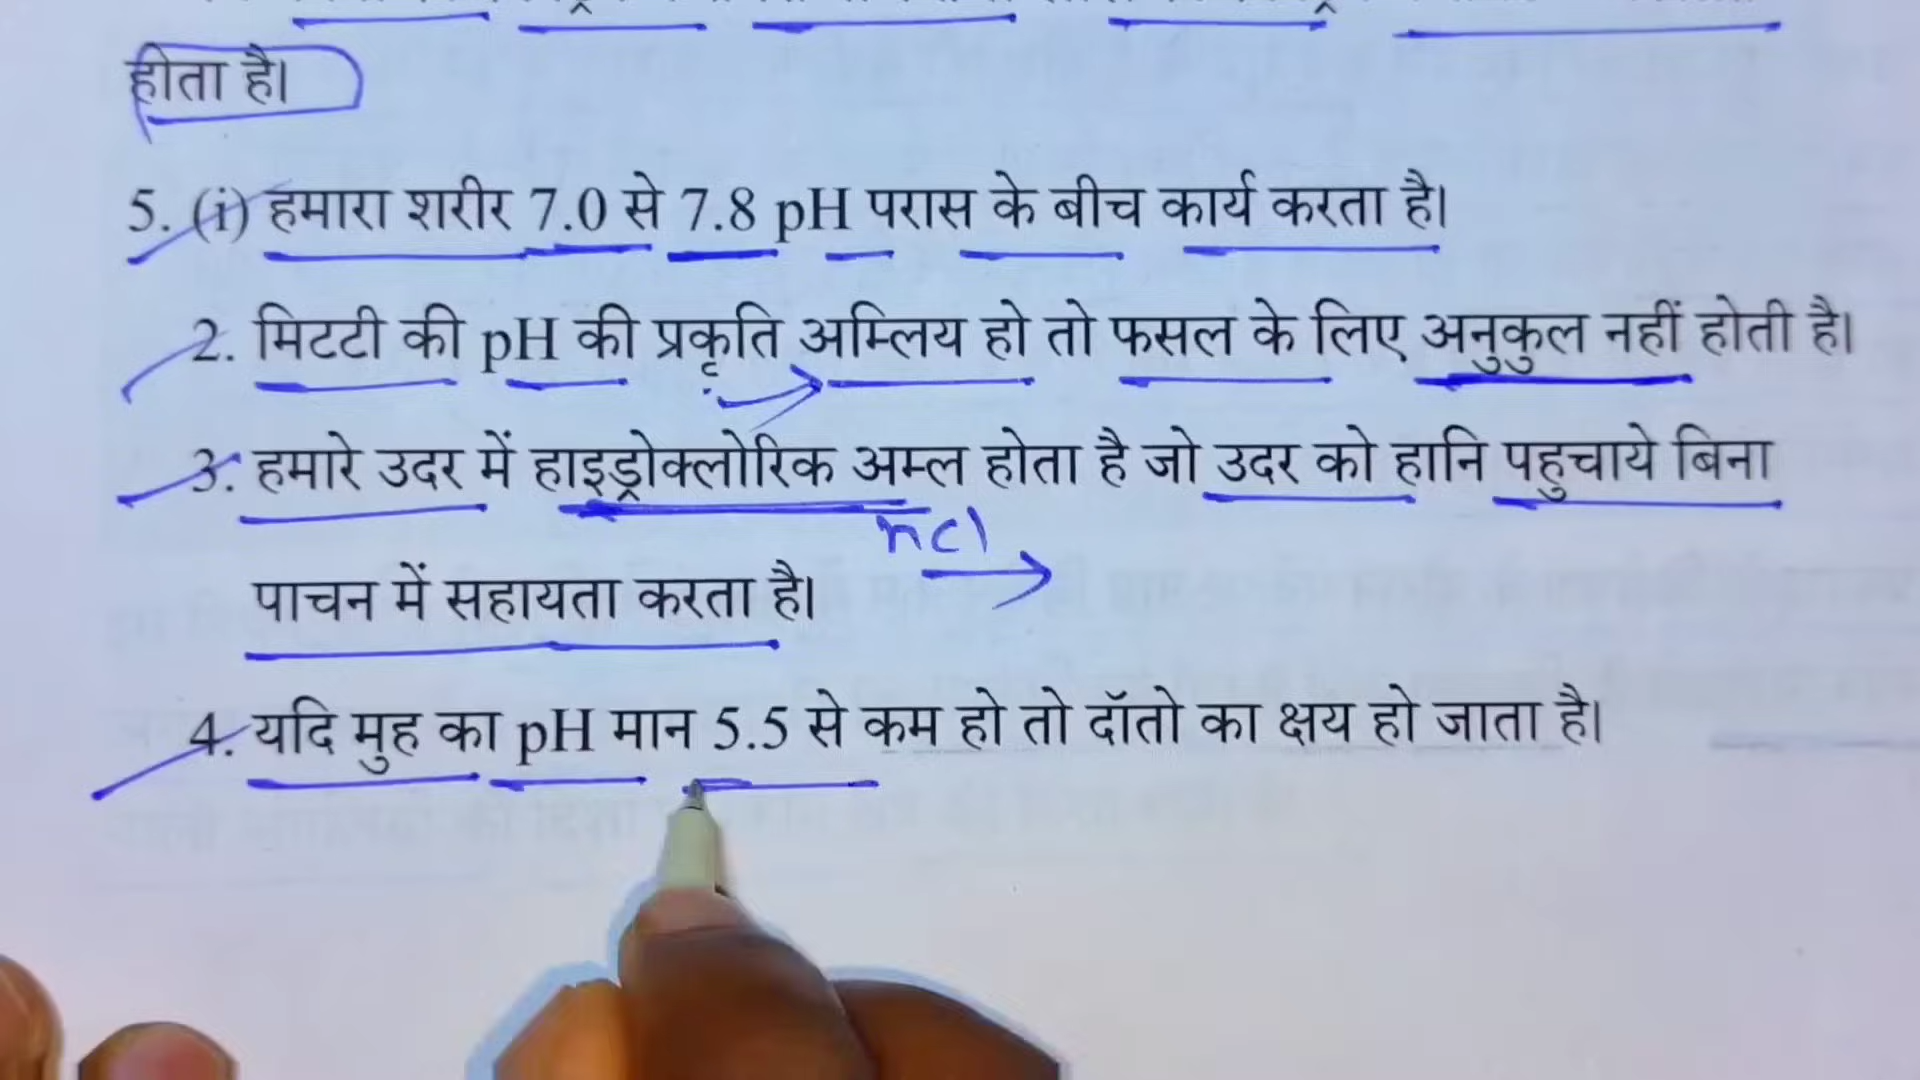 होता है।
5. (i) हमारा शरीर 7.0 से 7.8 pH परास के बीच कार्य करता है।
2. मिटटी की pH की प्रकृति अम्लिय हो तो फसल के लिए अनुकुल नहीं होती है।
3. हमारे उदर में हाइड्रोक्लोरिक अम्ल होता है जो उदर को हानि पहुचाये बिना
HCl
पाचन में सहायता करता है।
4. यदि मुह का pH मान 5.5 से कम हो तो दॉतो का क्षय हो जाता है।